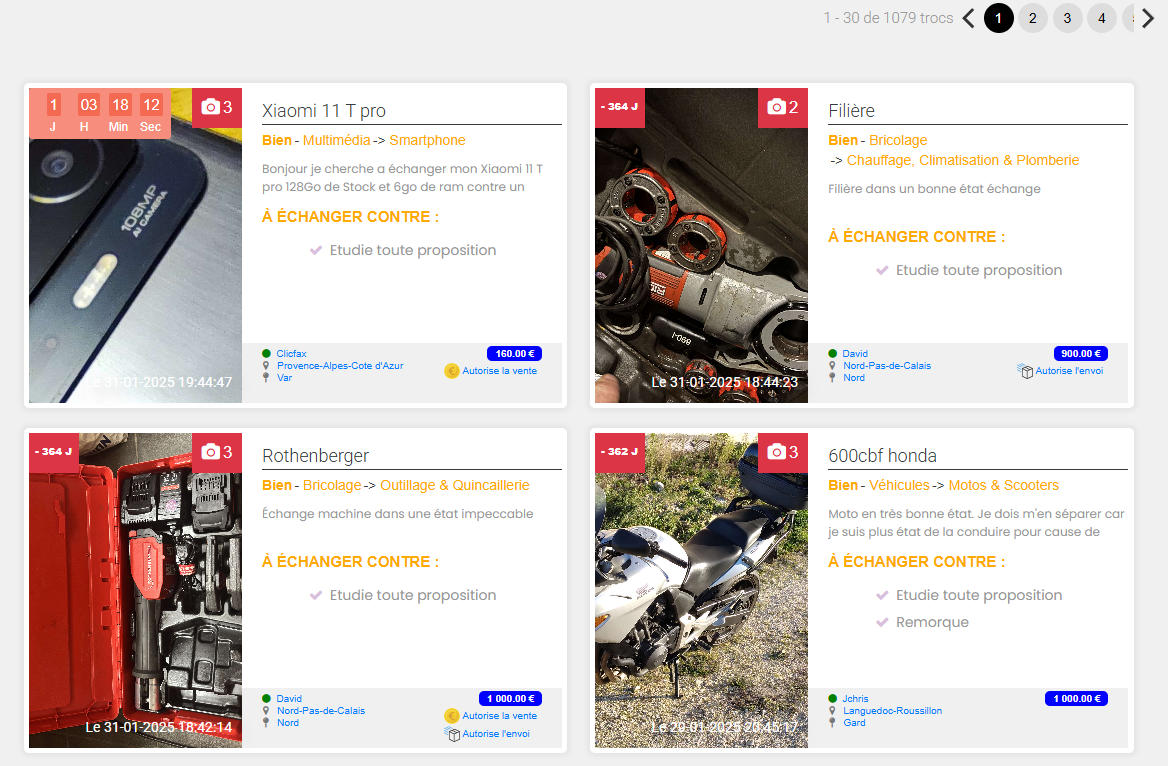 1 - 30 de 1079 trocs
1 2 3 4
1 03 18 12
J H Min Sec
3
108MP
AI CAMERA
Le 31-01-2025 19:44:47
Xiaomi 11 T pro
Bien - Multimédia -> Smartphone
Bonjour je cherche a échanger mon Xiaomi 11 T
pro 128Go de Stock et 6go de ram contre un
À ÉCHANGER CONTRE :
Etudie toute proposition
Clicfax
Provence-Alpes-Cote d'Azur
Var
160.00 €
Autorise la vente
- 364 J
2
Le 31-01-2025 18:44:23
Filière
Bien - Bricolage
-> Chauffage, Climatisation & Plomberie
Filière dans un bonne état échange
À ÉCHANGER CONTRE :
Etudie toute proposition
David
Nord-Pas-de-Calais
Nord
900.00 €
Autorise l'envoi
- 364 J
3
Le 31-01-2025 18:42:14
Rothenberger
Bien - Bricolage -> Outillage & Quincaillerie
Échange machine dans une état impeccable
À ÉCHANGER CONTRE :
Etudie toute proposition
David
Nord-Pas-de-Calais
Nord
1 000.00 €
Autorise la vente
Autorise l'envoi
- 362 J
3
Le 29-01-2025 20:45:17
600cbf honda
Bien - Véhicules -> Motos & Scooters
Moto en très bonne état. Je dois m'en séparer car
je suis plus état de la conduire pour cause de
À ÉCHANGER CONTRE :
Etudie toute proposition
Remorque
Jchris
Languedoc-Roussillon
Gard
1 000.00 €